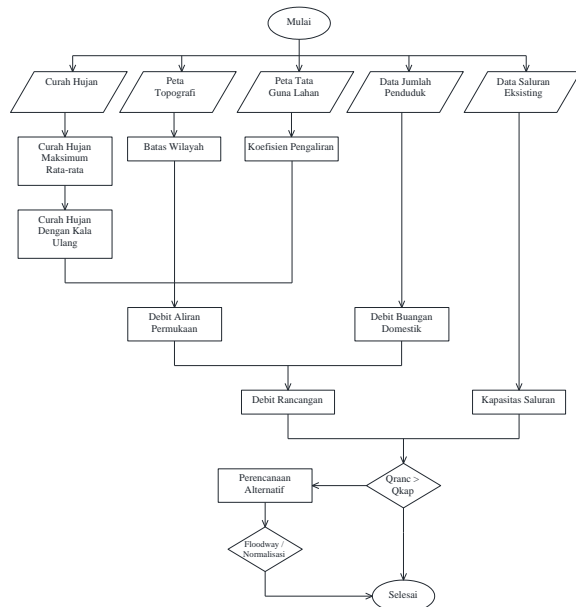 Mulai
Curah Hujan
Peta
Topografi
Peta Tata
Guna Lahan
Data Jumlah
Penduduk
Data Saluran
Eksisting
Curah Hujan
Maksimum
Rata-rata
Batas Wilayah
Koefisien Pengaliran
Curah Hujan
Dengan Kala
Ulang
Debit Aliran
Permukaan
Debit Buangan
Domestik
Debit Rancangan
Kapasitas Saluran
Perencanaan
Alternatif
Qranc >
Qkap
Floodway /
Normalisasi
Selesai